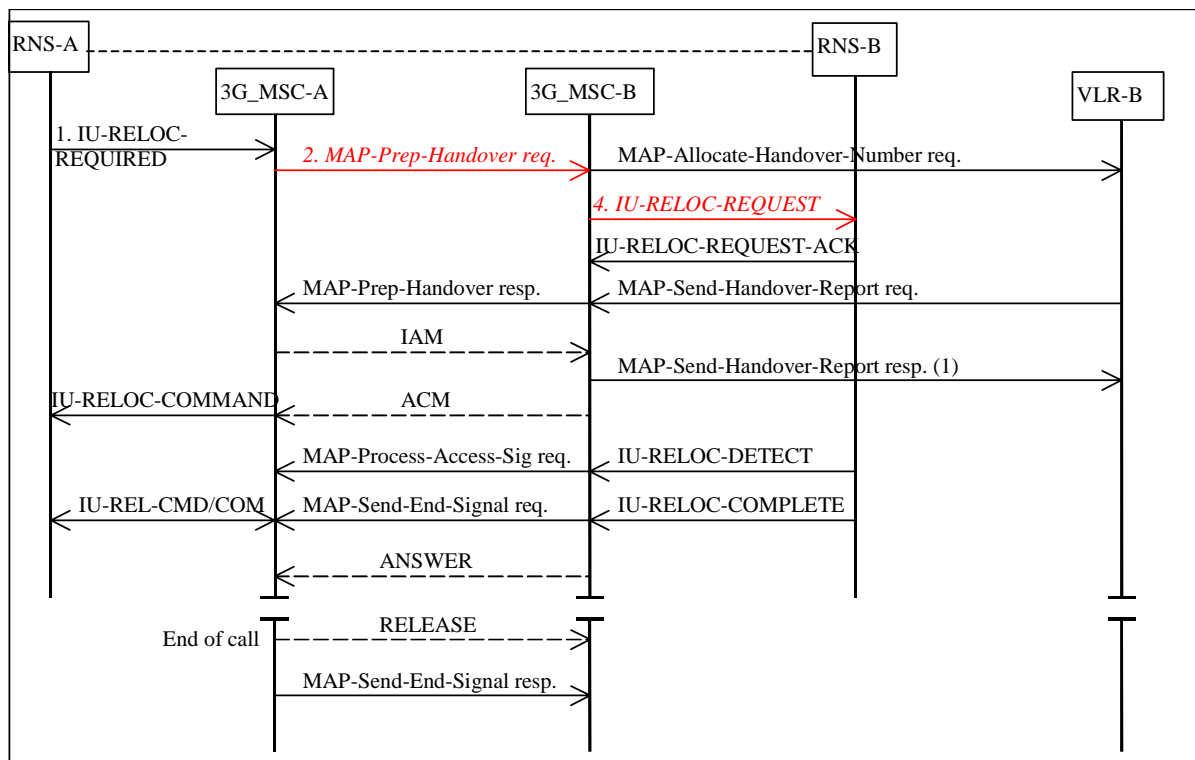 RNS-A
RNS-B
3G_MSC-A
3G_MSC-B
VLR-B
1. IU-RELOC-
REQUIRED
2. MAP-Prep-Handover req.
MAP-Allocate-Handover-Number req.
4. IU-RELOC-REQUEST
IU-RELOC-REQUEST-ACK
MAP-Prep-Handover resp.
MAP-Send-Handover-Report req.
IAM
MAP-Send-Handover-Report resp. (1)
IU-RELOC-COMMAND
ACM
MAP-Process-Access-Sig req.
IU-RELOC-DETECT
IU-REL-CMD/COM
MAP-Send-End-Signal req.
IU-RELOC-COMPLETE
ANSWER
End of call
RELEASE
MAP-Send-End-Signal resp.